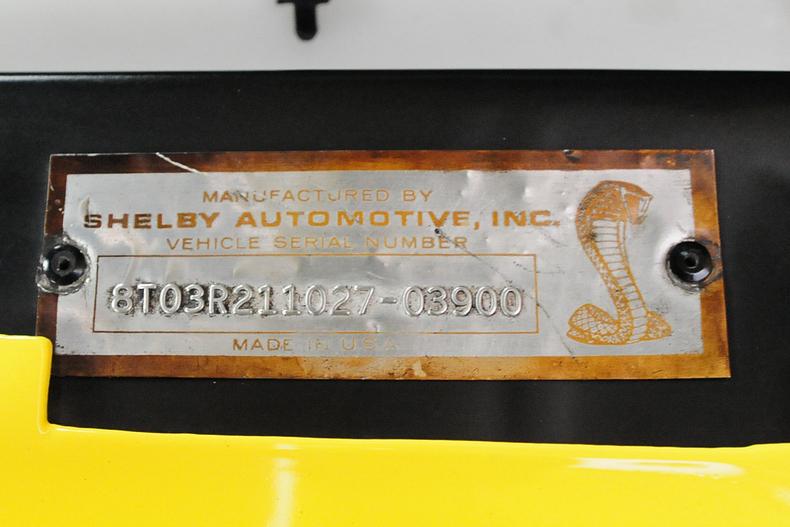 MANUFACTURED BY
SHELBY AUTOMOTIVE, INC.
VEHICLE SERIAL NUMBER
8T03R211027-03900
MADE IN U.S.A.